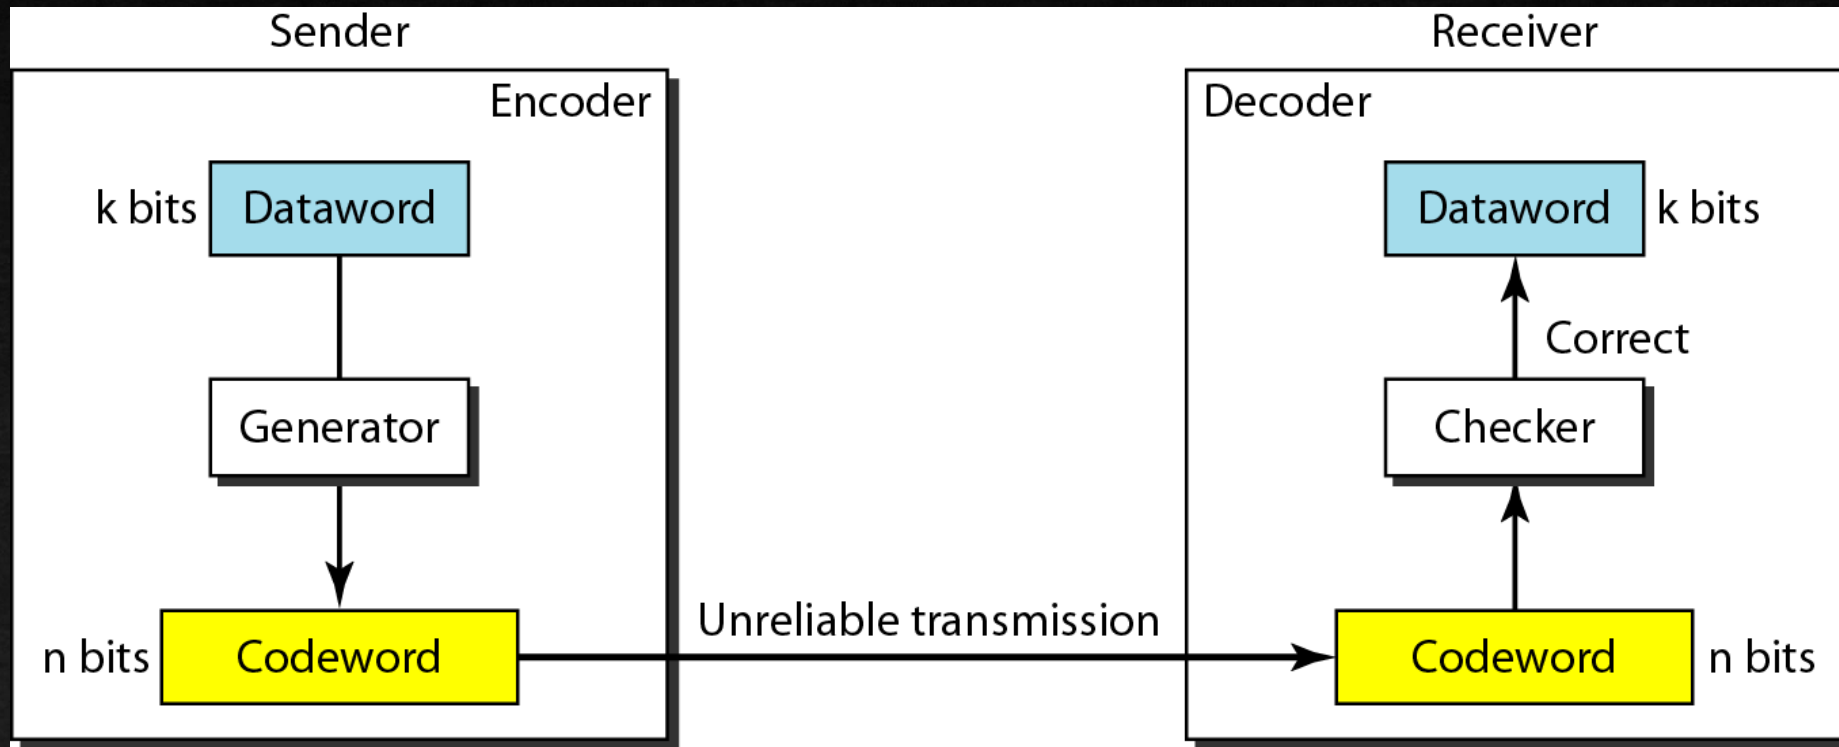 Sender
Receiver
Encoder
Decoder
k bits
Dataword
Dataword
k bits
Correct
Generator
Checker
Unreliable transmission
n bits
Codeword
Codeword
n bits